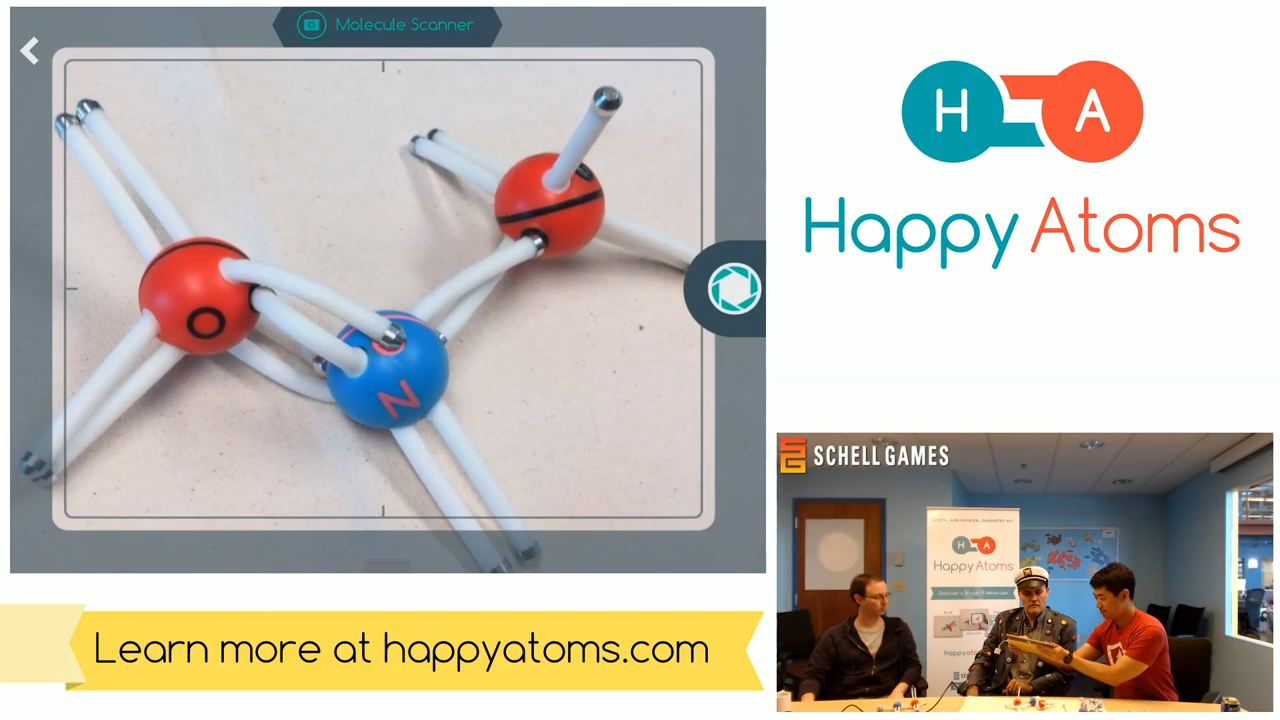 Molecule Scanner
O
N
H A
Happy Atoms
SCHELL GAMES
H A
Happy Atoms
Learn more at happyatoms.com